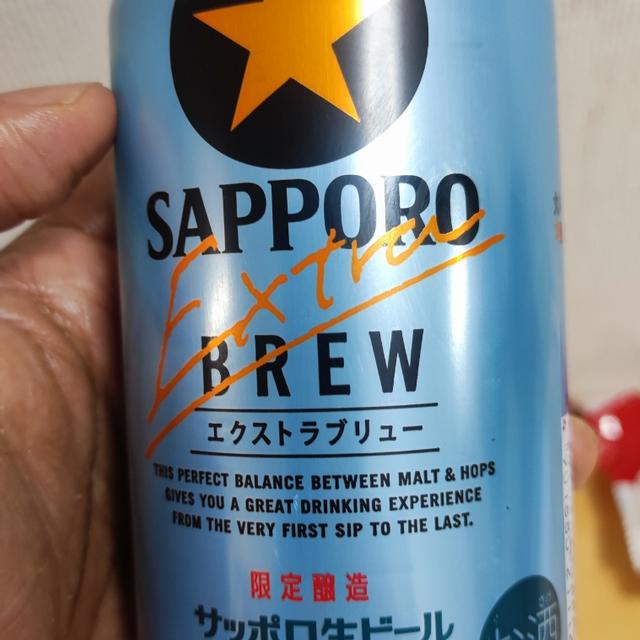 SAPPORO
Extra
BREW
エクストラブリュー
THIS PERFECT BALANCE BETWEEN MALT & HOPS
GIVES YOU A GREAT DRINKING EXPERIENCE
FROM THE VERY FIRST SIP TO THE LAST.
限定醸造
サッポロ生ビール